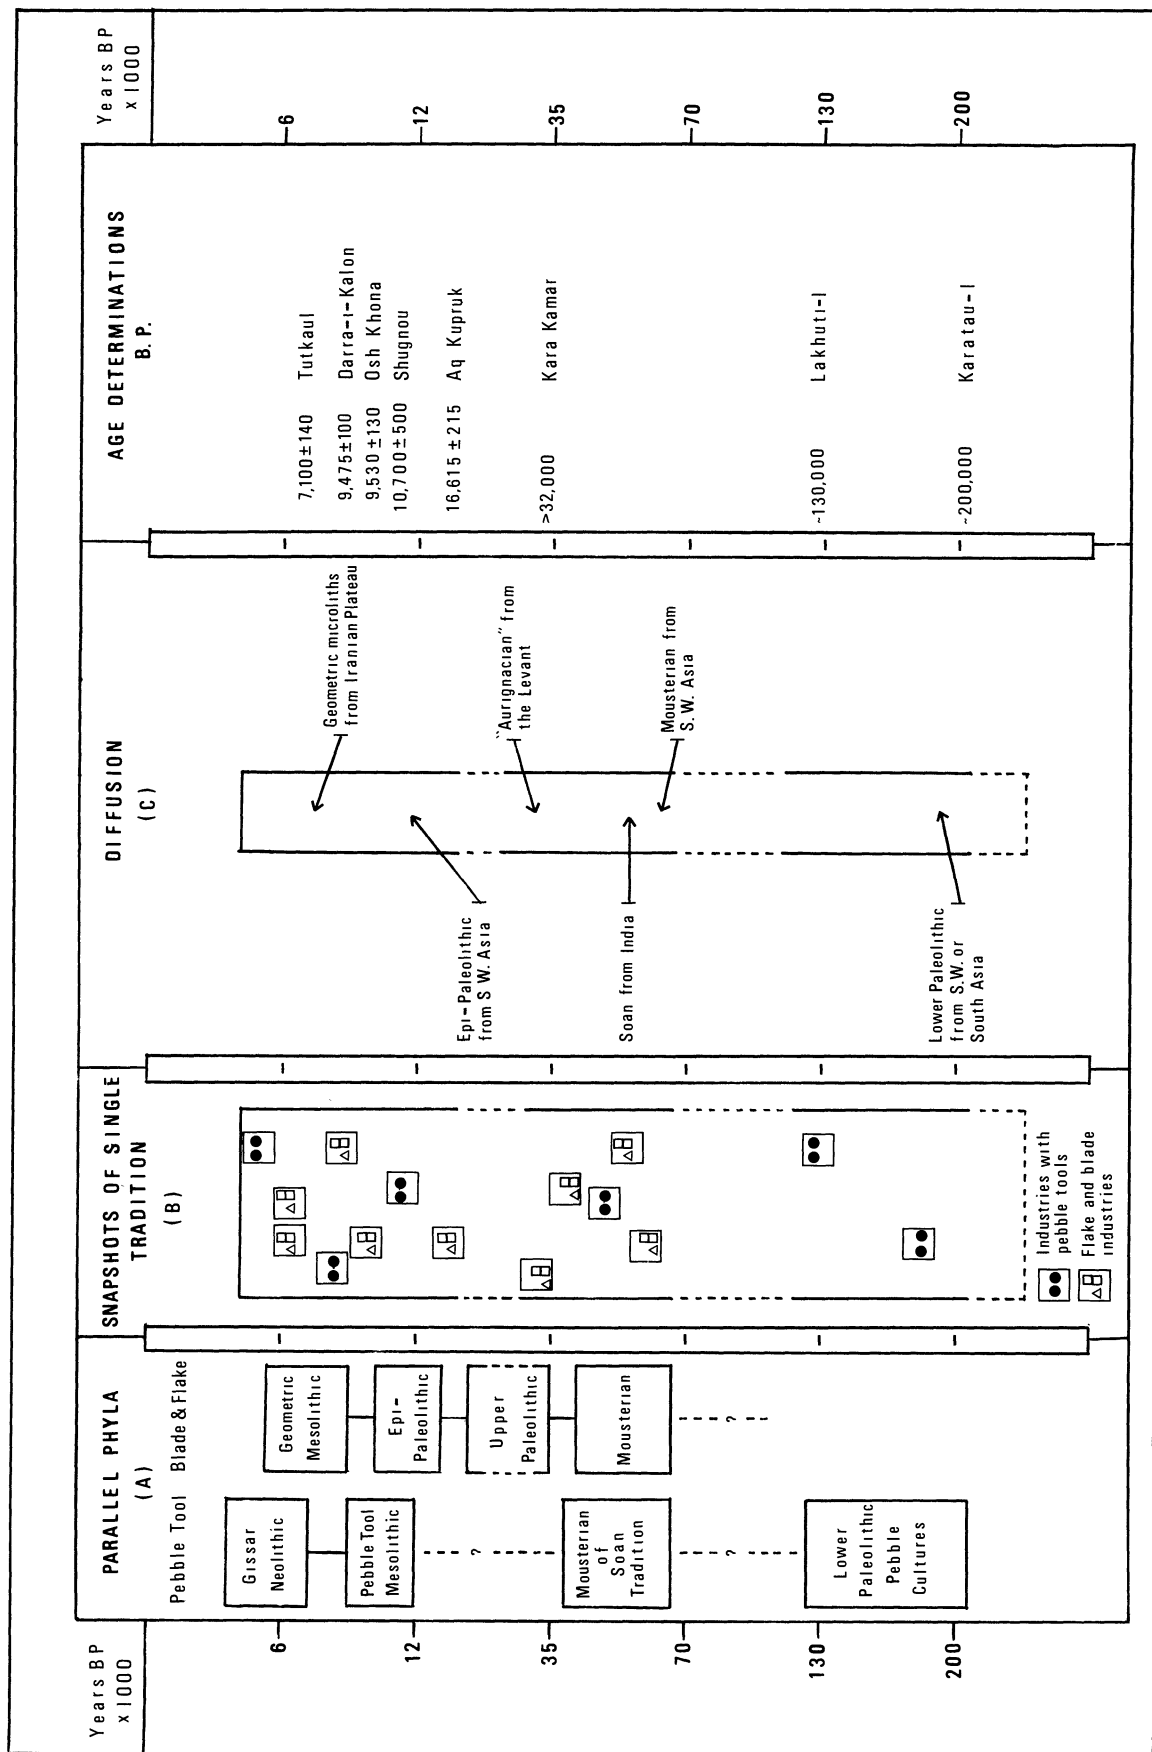 Years BP
x 1000
6
12
35
70
130
200
PARALLEL PHYLA
(A)
Pebble Tool
Blade & Flake
Gissar
Neolithic
Pebble Tool
Mesolithic
?
Mousterian
of
Soan
Tradition
?
Lower
Paleolithic
Pebble
Cultures
Geometric
Mesolithic
Epi-
Paleolithic
Upper
Paleolithic
Mousterian
?
SNAPSHOTS OF SINGLE
TRADITION
(B)
Industries with
pebble tools
Flake and blade
industries
DIFFUSION
(C)
Epi-Paleolithic
from S W. Asia
Soan from India
Lower Paleolithic
from S.W. or
South Asia
Geometric microliths
from Iranian Plateau
"Aurignacian" from
the Levant
Mousterian from
S. W. Asia
AGE DETERMINATIONS
B. P.
7,100±140 Tutkaul
9,475±100 Darra-i-Kalon
9,530±130 Osh Khona
10,700±500 Shugnou
16,615±215 Aq Kupruk
>32,000 Kara Kamar
~130,000 Lakhuti-I
~200,000 Karatau-I
Years BP
x 1000
6
12
35
70
130
200